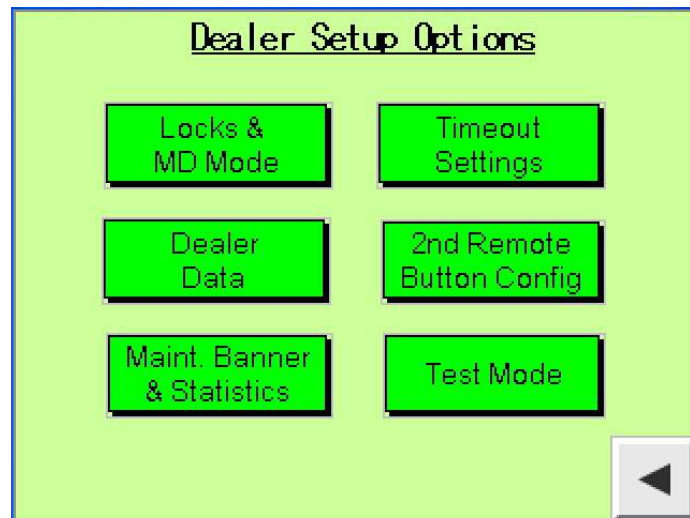 Dealer Setup Options
Locks &
MD Mode
Timeout
Settings
Dealer
Data
2nd Remote
Button Config
Maint. Banner
& Statistics
Test Mode